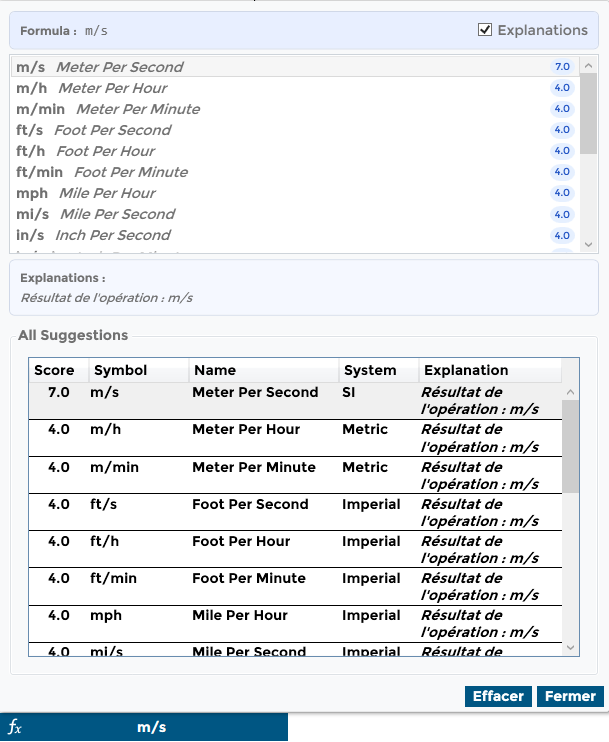 Formula : m/s Explanations
m/s Meter Per Second 7.0
m/h Meter Per Hour 4.0
m/min Meter Per Minute 4.0
ft/s Foot Per Second 4.0
ft/h Foot Per Hour 4.0
ft/min Foot Per Minute 4.0
mph Mile Per Hour 4.0
mi/s Mile Per Second 4.0
in/s Inch Per Second 4.0
Explanations :
Résultat de l'opération : m/s
All Suggestions
Score Symbol Name System Explanation
7.0 m/s Meter Per Second SI Résultat de
l'opération : m/s
4.0 m/h Meter Per Hour Metric Résultat de
l'opération : m/s
4.0 m/min Meter Per Minute Metric Résultat de
l'opération : m/s
4.0 ft/s Foot Per Second Imperial Résultat de
l'opération : m/s
4.0 ft/h Foot Per Hour Imperial Résultat de
l'opération : m/s
4.0 ft/min Foot Per Minute Imperial Résultat de
l'opération : m/s
4.0 mph Mile Per Hour Imperial Résultat de
l'opération : m/s
4.0 mi/s Mile Per Second Imperial Résultat de
Effacer Fermer
fx m/s